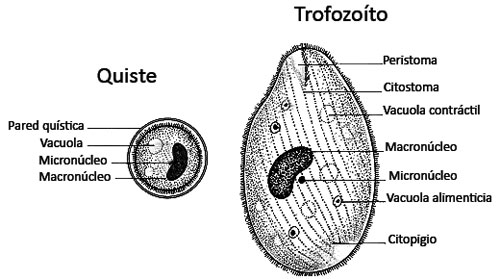 Trofozoíto
Quiste
Pared quística
Vacuola
Micronúcleo
Macronúcleo
Peristoma
Citostoma
Vacuola contráctil
Macronúcleo
Micronúcleo
Vacuola alimenticia
Citopigio